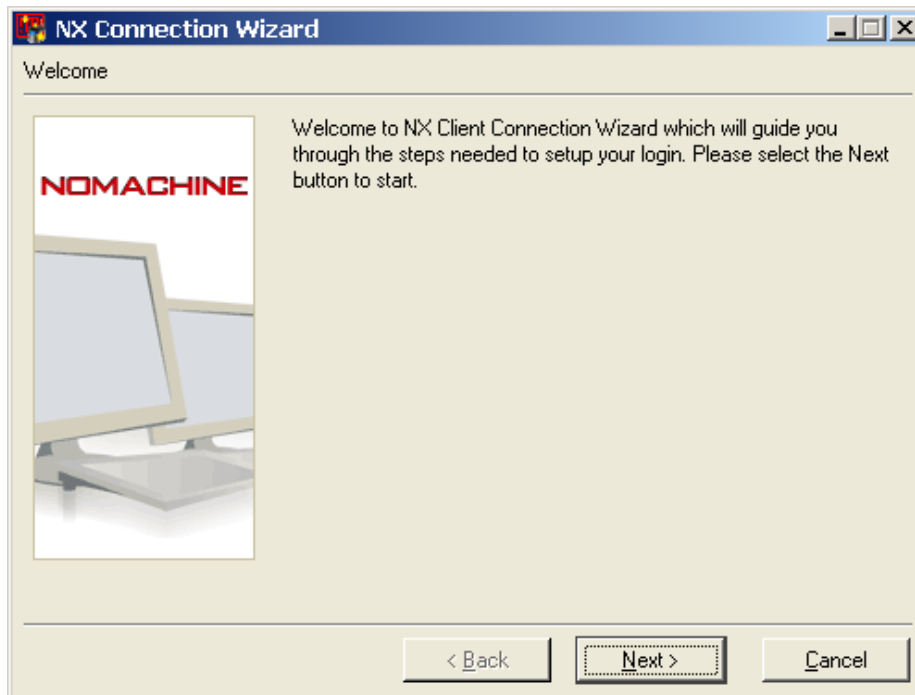 NX Connection Wizard
Welcome
NOMACHINE
Welcome to NX Client Connection Wizard which will guide you
through the steps needed to setup your login. Please select the Next
button to start.
< Back
Next >
Cancel